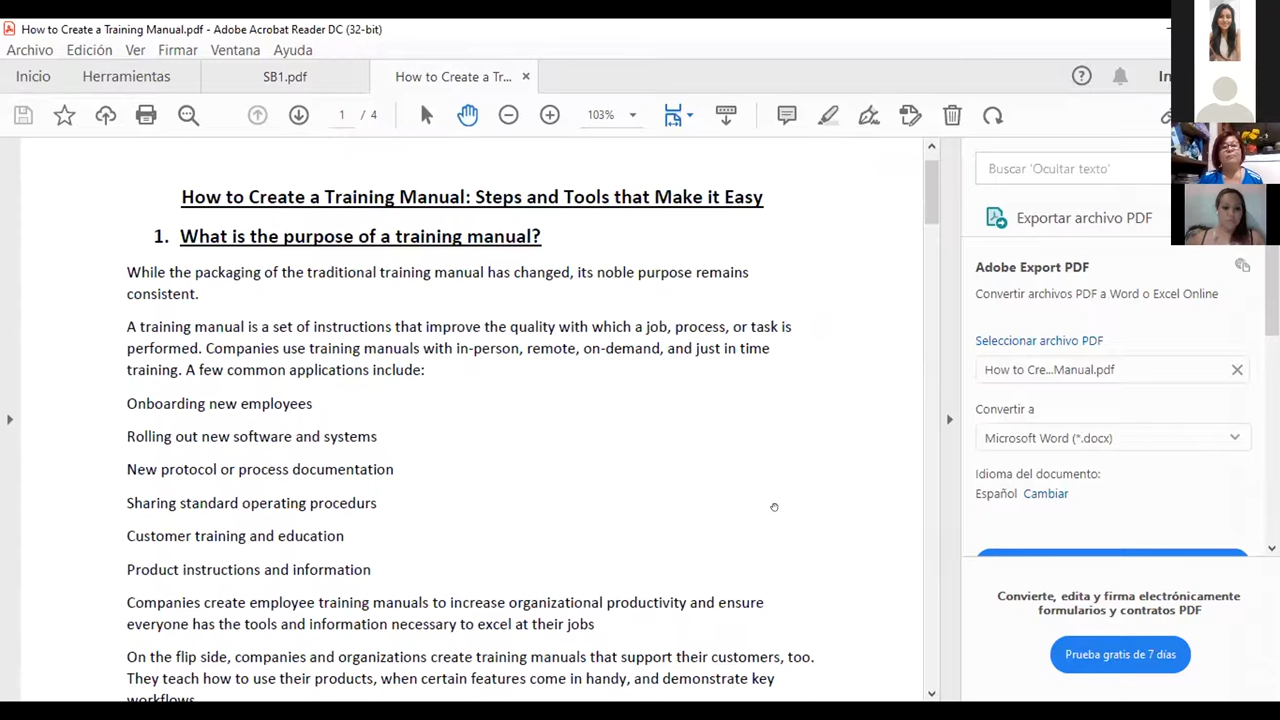 How to Create a Training Manual.pdf - Adobe Acrobat Reader DC (32-bit)
Archivo Edición Ver Firmar Ventana Ayuda
Inicio Herramientas SB1.pdf How to Create a Tr... In
1 / 4 103%
How to Create a Training Manual: Steps and Tools that Make it Easy
1. What is the purpose of a training manual?
While the packaging of the traditional training manual has changed, its noble purpose remains
consistent.
A training manual is a set of instructions that improve the quality with which a job, process, or task is
performed. Companies use training manuals with in-person, remote, on-demand, and just in time
training. A few common applications include:
Onboarding new employees
Rolling out new software and systems
New protocol or process documentation
Sharing standard operating procedurs
Customer training and education
Product instructions and information
Companies create employee training manuals to increase organizational productivity and ensure
everyone has the tools and information necessary to excel at their jobs
On the flip side, companies and organizations create training manuals that support their customers, too.
They teach how to use their products, when certain features come in handy, and demonstrate key
workflows
Buscar 'Ocultar texto'
Exportar archivo PDF
Adobe Export PDF
Convertir archivos PDF a Word o Excel Online
Seleccionar archivo PDF
How to Cre...Manual.pdf
Convertir a
Microsoft Word (*.docx)
Idioma del documento:
Español Cambiar
Convierte, edita y firma electrónicamente
formularios y contratos PDF
Prueba gratis de 7 días